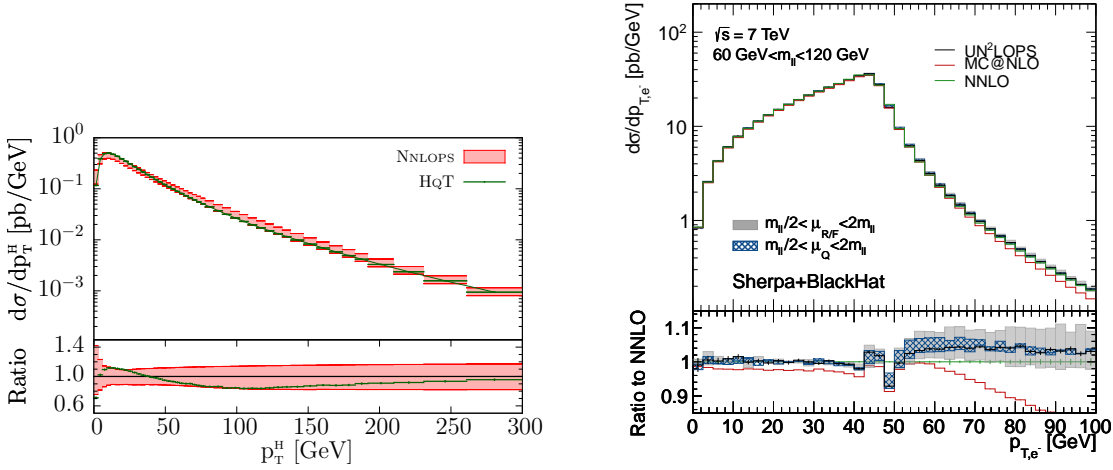 dσ/dp_T^H [pb/GeV]
10^0
10^-1
10^-2
10^-3
NNLOPS
HQT
Ratio
1.4
1.0
0.6
0 50 100 150 200 250 300
p_T^H [GeV]
dσ/dp_T,e^- [pb/GeV]
10^2
10
1
√s = 7 TeV
60 GeV<m_ll<120 GeV
UN^2LOPS
MC@NLO
NNLO
m_ll/2< μ_R/F <2m_ll
m_ll/2< μ_Q <2m_ll
Sherpa+BlackHat
Ratio to NNLO
1.1
1
0.9
0 10 20 30 40 50 60 70 80 90 100
p_T,e^- [GeV]